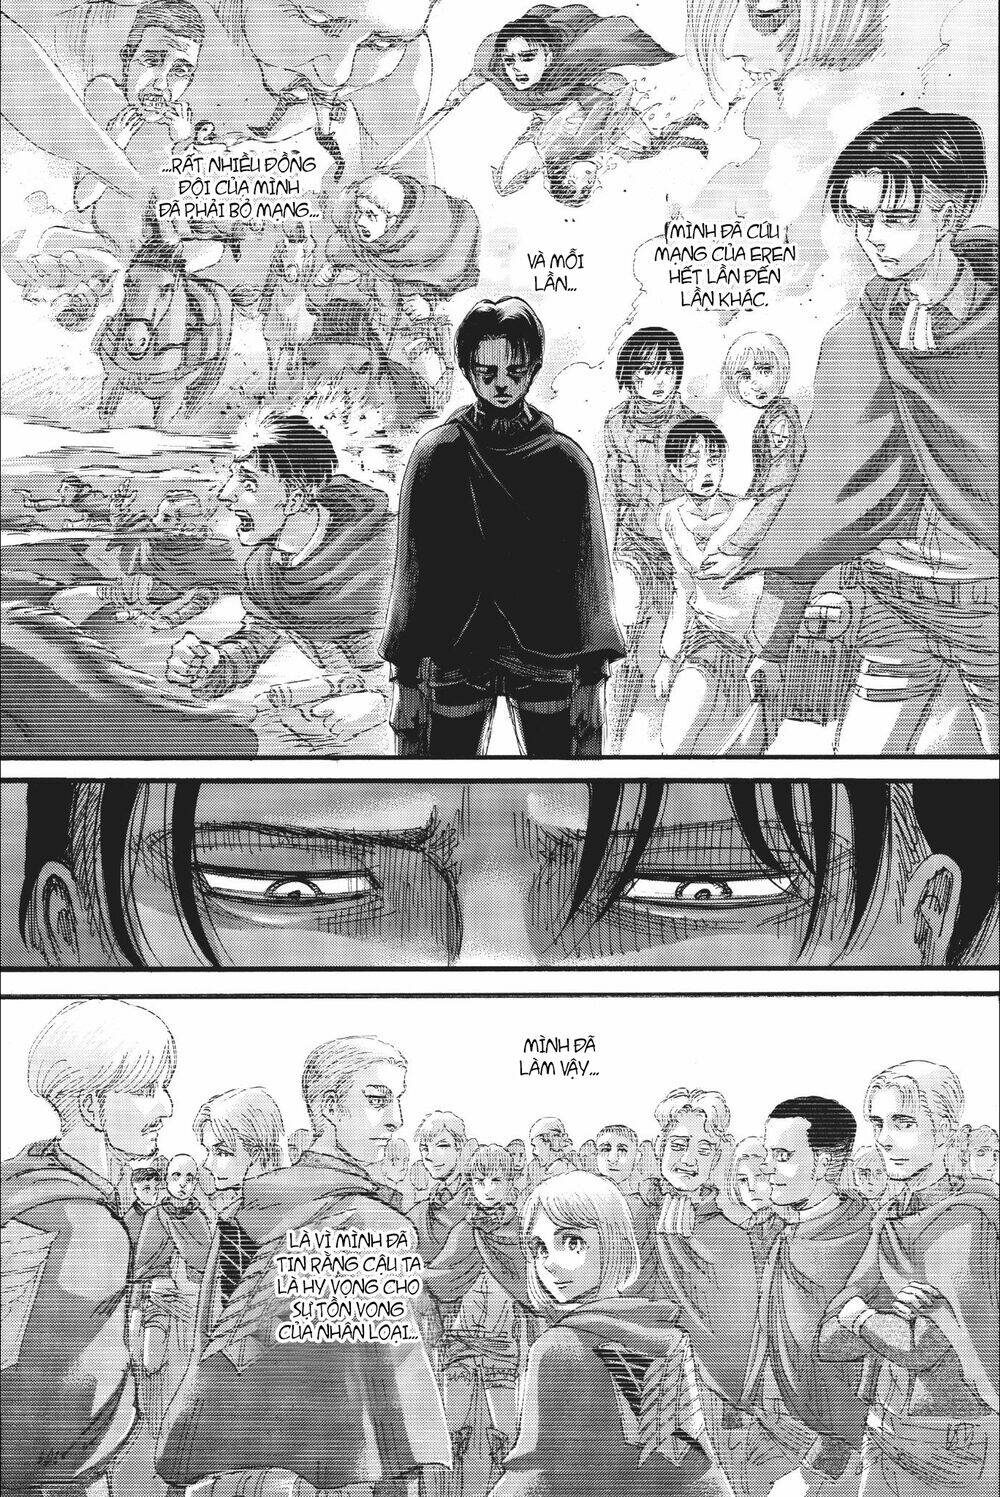 MÌNH ĐÃ CỨU
MẠNG CỦA EREN
HẾT LẦN ĐẾN
LẦN KHÁC.
VÀ MỖI
LẦN...
...RẤT NHIỀU ĐỒNG
ĐỘI CỦA MÌNH
ĐÃ PHẢI BỎ MẠNG...
MÌNH ĐÃ
LÀM VẬY...
LÀ VÌ MÌNH ĐÃ
TIN RẰNG CẬU TA
LÀ HY VỌNG CHO
SỰ TỒN VONG
CỦA NHÂN LOẠI...